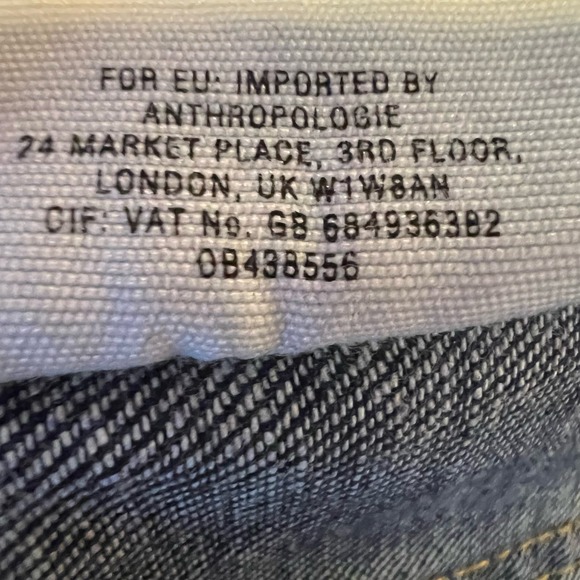 FOR EU: IMPORTED BY
ANTHROPOLOGIE
24 MARKET PLACE, 3RD FLOOR,
LONDON, UK W1W8AN
CIF: VAT No. GB 684936382
OB438556